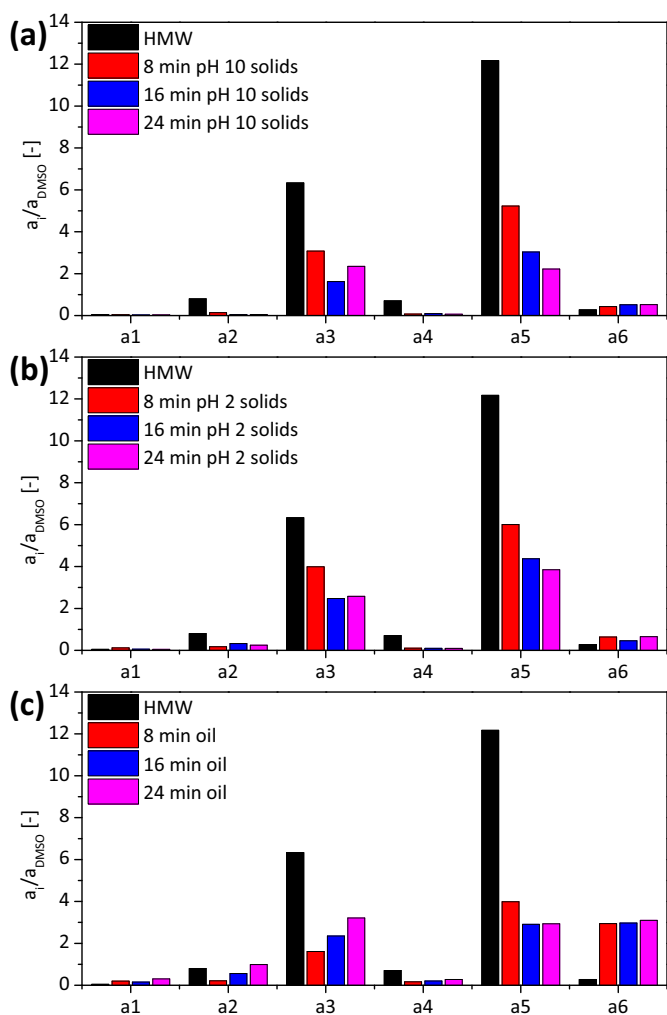 (a)
14
12
10
8
6
4
2
0
a_i/a_DMSO [-]
HMW
8 min pH 10 solids
16 min pH 10 solids
24 min pH 10 solids
a1 a2 a3 a4 a5 a6
(b)
14
12
10
8
6
4
2
0
a_i/a_DMSO [-]
HMW
8 min pH 2 solids
16 min pH 2 solids
24 min pH 2 solids
a1 a2 a3 a4 a5 a6
(c)
14
12
10
8
6
4
2
0
a_i/a_DMSO [-]
HMW
8 min oil
16 min oil
24 min oil
a1 a2 a3 a4 a5 a6